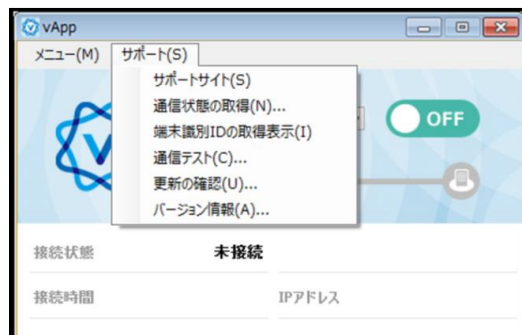 vApp
メニュー(M) サポート(S)
サポートサイト(S)
通信状態の取得(N)...
端末識別IDの取得表示(I)
通信テスト(C)...
更新の確認(U)...
バージョン情報(A)...
OFF
接続状態 未接続
接続時間 IPアドレス